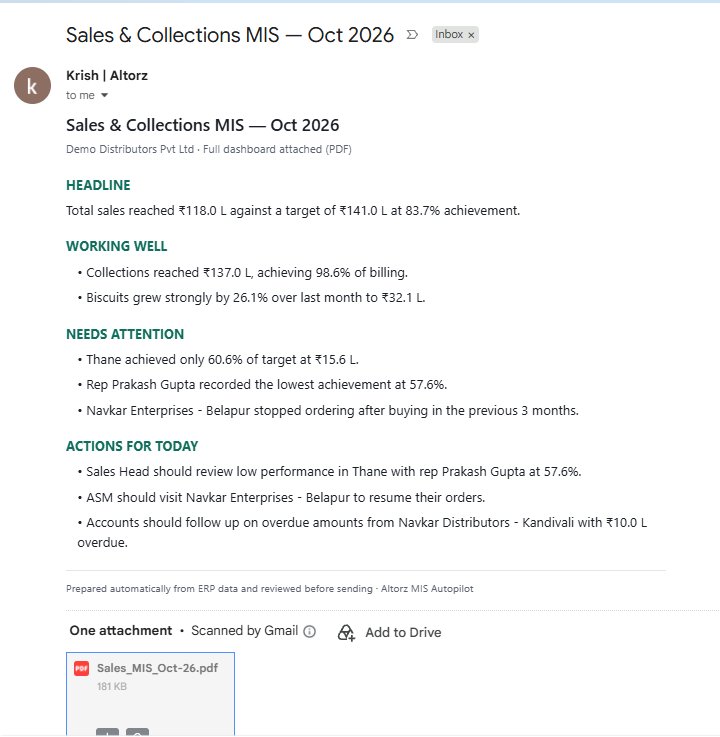 Sales & Collections MIS — Oct 2026
Inbox ×
k
Krish | Altorz
to me
Sales & Collections MIS — Oct 2026
Demo Distributors Pvt Ltd · Full dashboard attached (PDF)
HEADLINE
Total sales reached ₹118.0 L against a target of ₹141.0 L at 83.7% achievement.
WORKING WELL
• Collections reached ₹137.0 L, achieving 98.6% of billing.
• Biscuits grew strongly by 26.1% over last month to ₹32.1 L.
NEEDS ATTENTION
• Thane achieved only 60.6% of target at ₹15.6 L.
• Rep Prakash Gupta recorded the lowest achievement at 57.6%.
• Navkar Enterprises - Belapur stopped ordering after buying in the previous 3 months.
ACTIONS FOR TODAY
• Sales Head should review low performance in Thane with rep Prakash Gupta at 57.6%.
• ASM should visit Navkar Enterprises - Belapur to resume their orders.
• Accounts should follow up on overdue amounts from Navkar Distributors - Kandivali with ₹10.0 L
overdue.
Prepared automatically from ERP data and reviewed before sending · Altorz MIS Autopilot
One attachment • Scanned by Gmail
Add to Drive
PDF
Sales_MIS_Oct-26.pdf
181 KB